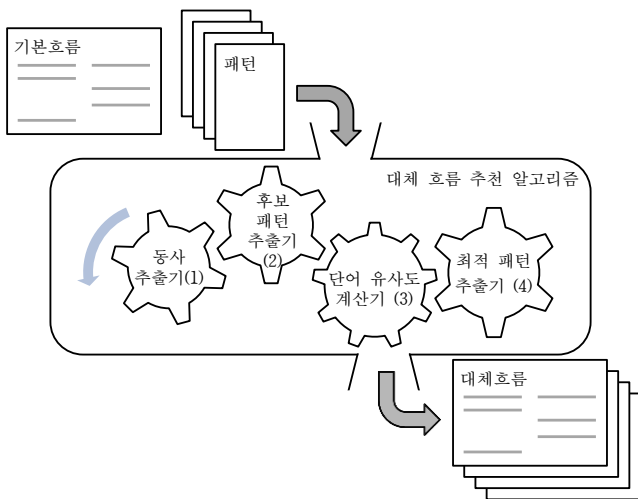 기본흐름
패턴
대체 흐름 추천 알고리즘
동사
추출기(1)
후보
패턴
추출기
(2)
단어 유사도
계산기 (3)
최적 패턴
추출기 (4)
대체흐름